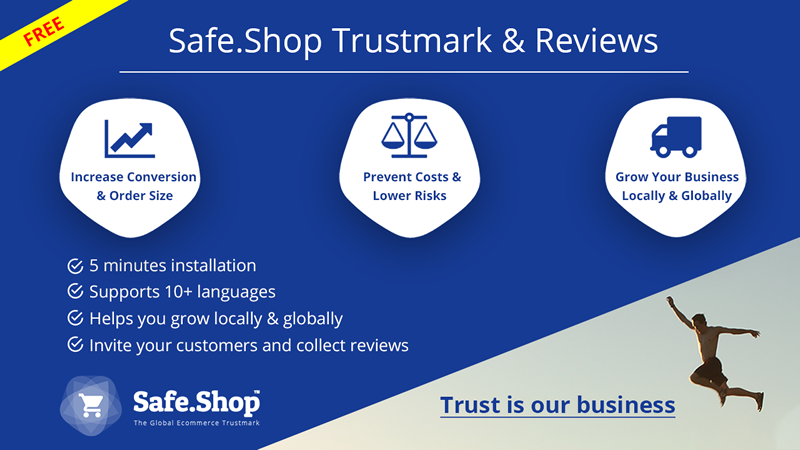 FREE
Safe.Shop Trustmark & Reviews
Increase Conversion
& Order Size
Prevent Costs &
Lower Risks
Grow Your Business
Locally & Globally
5 minutes installation
Supports 10+ languages
Helps you grow locally & globally
Invite your customers and collect reviews
Safe.Shop™
The Global Ecommerce Trustmark
Trust is our business